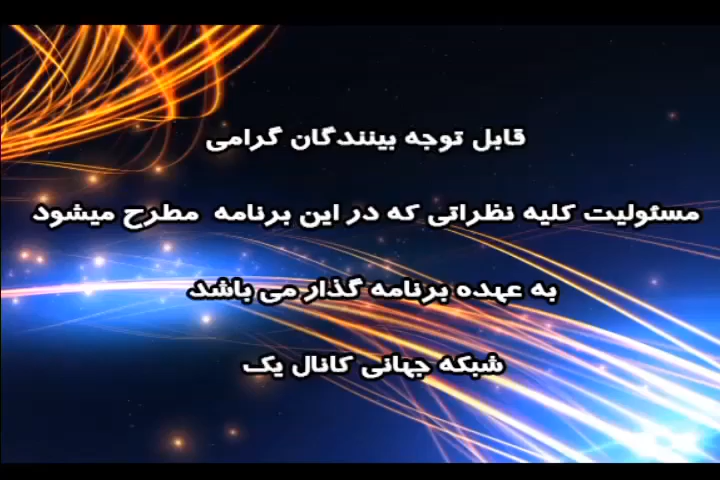 قابل توجه بینندگان گرامی
مسئولیت کلیه نظراتی که در این برنامه مطرح میشود
به عهده برنامه گذار می باشد
شبکه جهانی کانال یک